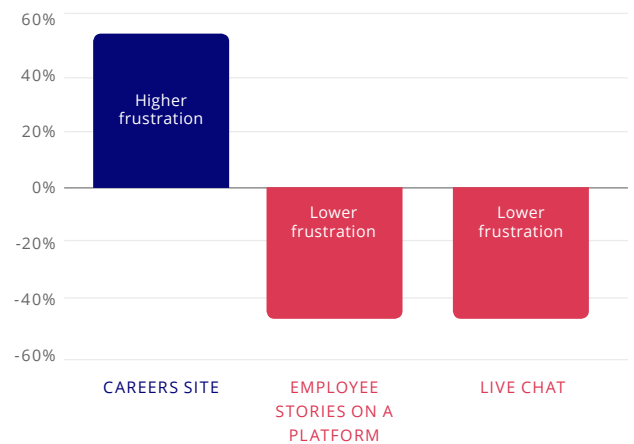 60%
40%
20%
0%
-20%
-40%
-60%
Higher
frustration
Lower
frustration
Lower
frustration
CAREERS SITE
EMPLOYEE
STORIES ON A
PLATFORM
LIVE CHAT